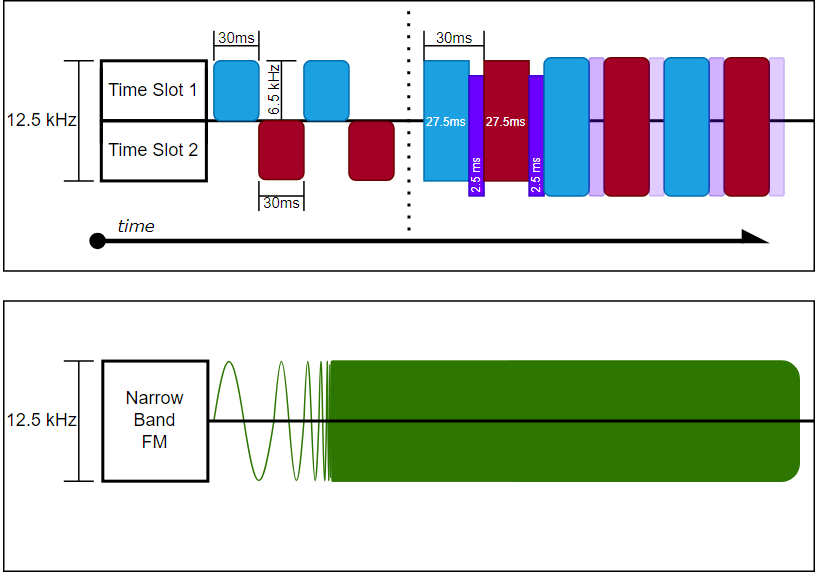 30ms
30ms
12.5 kHz
Time Slot 1
6.5 kHz
27.5ms
27.5ms
Time Slot 2
2.5 ms
2.5 ms
30ms
time
12.5 kHz
Narrow
Band
FM